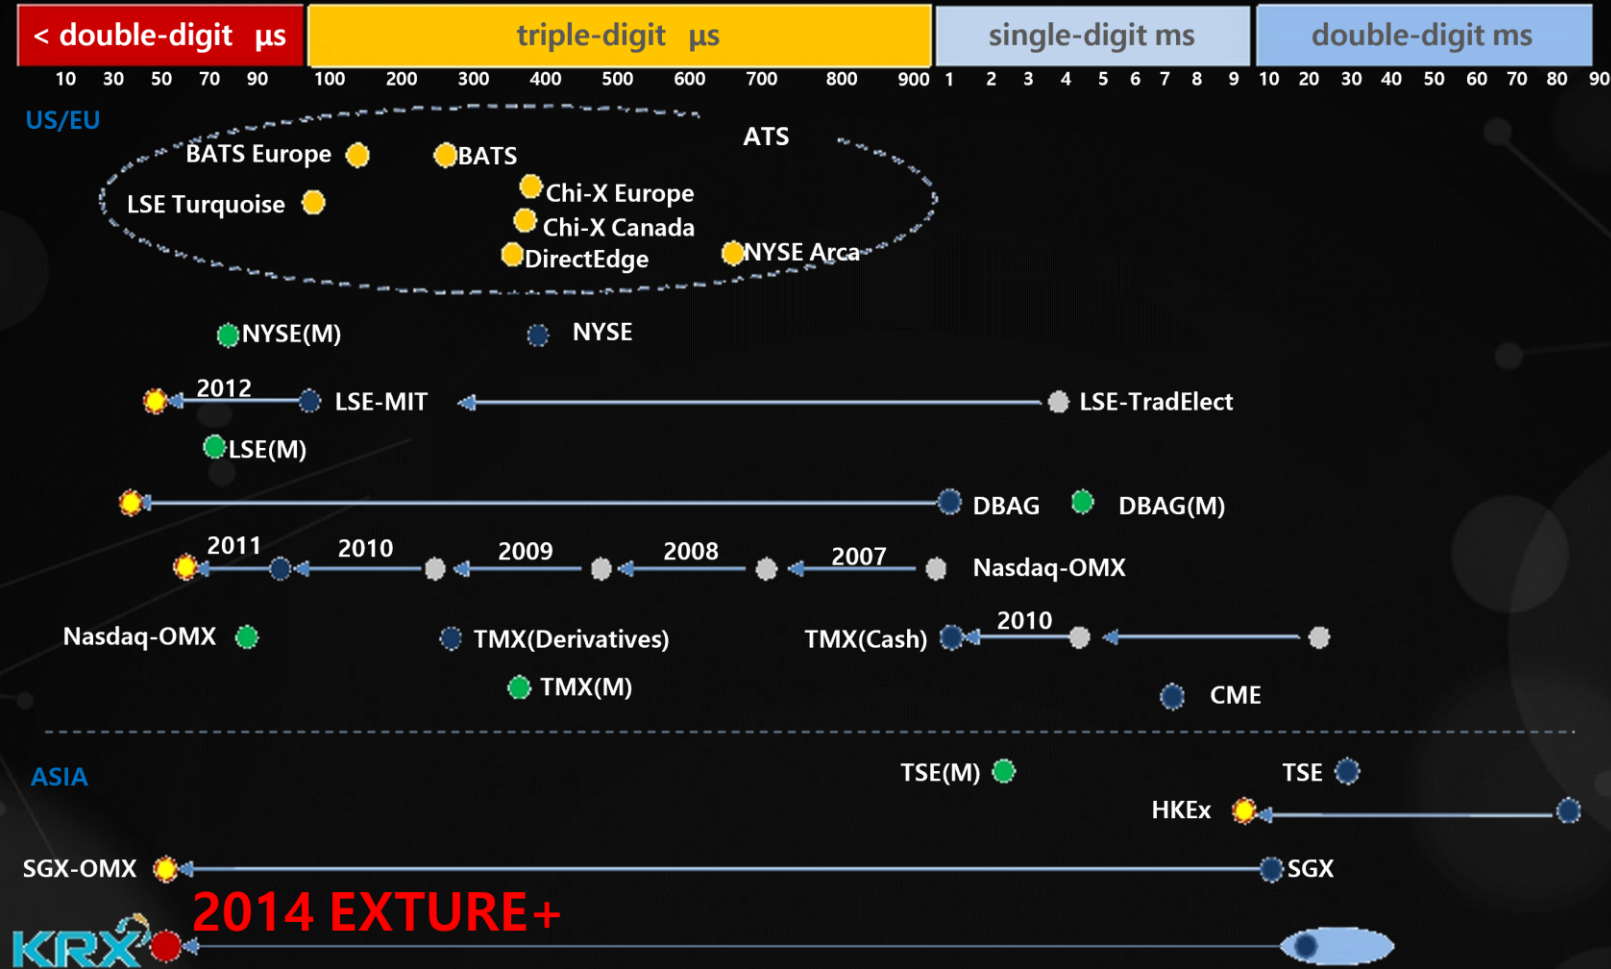 < double-digit μs triple-digit μs single-digit ms double-digit ms
10 30 50 70 90 100 200 300 400 500 600 700 800 900 1 2 3 4 5 6 7 8 9 10 20 30 40 50 60 70 80 90
US/EU
ATS
BATS Europe BATS
Chi-X Europe
LSE Turquoise
Chi-X Canada
DirectEdge NYSE Arca
NYSE(M) NYSE
2012 LSE-MIT LSE-TradElect
LSE(M)
DBAG DBAG(M)
2011 2010 2009 2008 2007 Nasdaq-OMX
2010
Nasdaq-OMX TMX(Derivatives) TMX(Cash)
TMX(M) CME
ASIA TSE(M) TSE
HKEx
SGX-OMX SGX
2014 EXTURE+
KRX